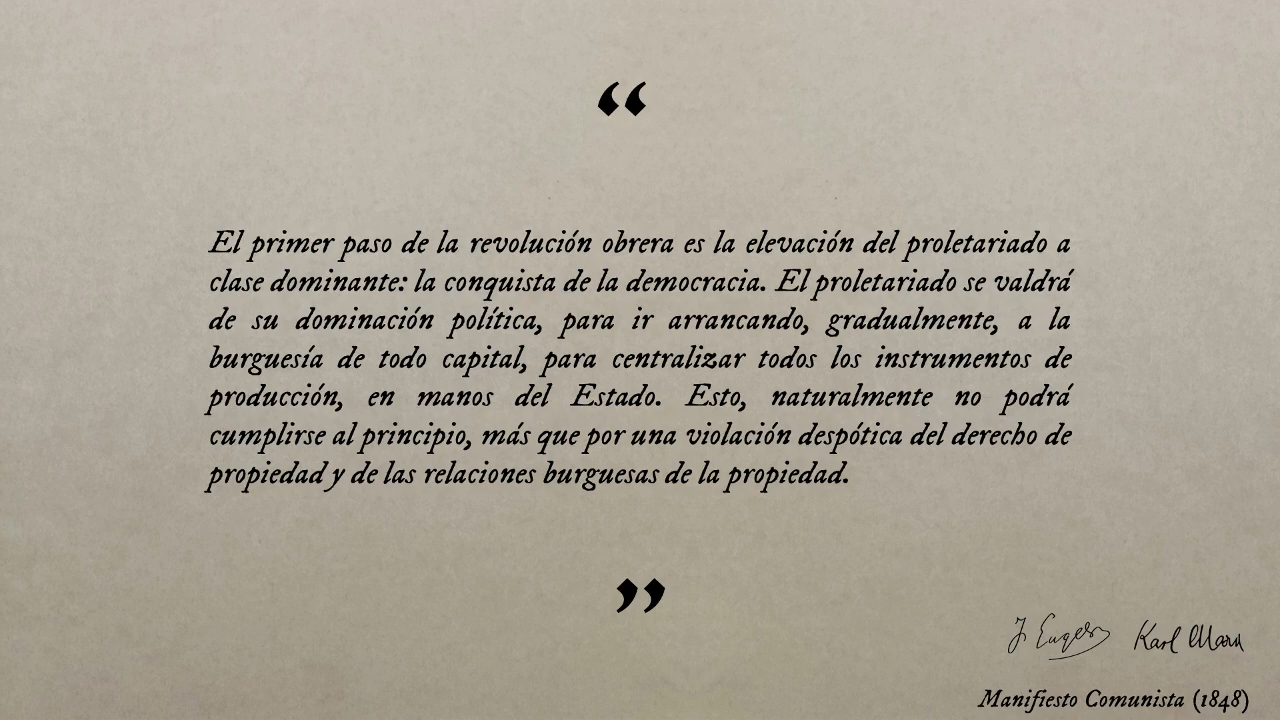 “
El primer paso de la revolución obrera es la elevación del proletariado a
clase dominante: la conquista de la democracia. El proletariado se valdrá
de su dominación política, para ir arrancando, gradualmente, a la
burguesía de todo capital, para centralizar todos los instrumentos de
producción, en manos del Estado. Esto, naturalmente no podrá
cumplirse al principio, más que por una violación despótica del derecho de
propiedad y de las relaciones burguesas de la propiedad.
”
F Engels Karl Marx
Manifiesto Comunista (1848)